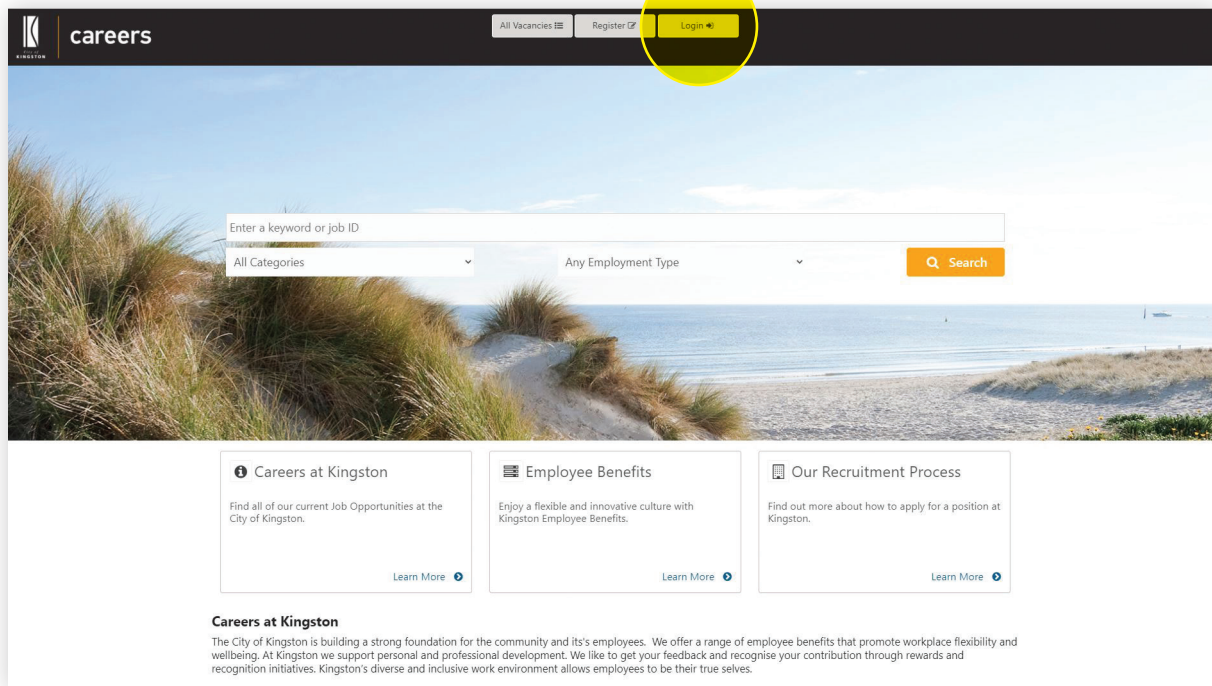 City of
KINGSTON
careers
All Vacancies
Register
Login
Enter a keyword or job ID
All Categories
Any Employment Type
Search
Careers at Kingston
Find all of our current Job Opportunities at the
City of Kingston.
Learn More
Employee Benefits
Enjoy a flexible and innovative culture with
Kingston Employee Benefits.
Learn More
Our Recruitment Process
Find out more about how to apply for a position at
Kingston.
Learn More
Careers at Kingston
The City of Kingston is building a strong foundation for the community and its's employees. We offer a range of employee benefits that promote workplace flexibility and
wellbeing. At Kingston we support personal and professional development. We like to get your feedback and recognise your contribution through rewards and
recognition initiatives. Kingston's diverse and inclusive work environment allows employees to be their true selves.